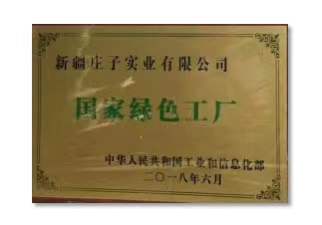 新疆庄子实业有限公司
国家绿色工厂
中华人民共和国工业和信息化部
二〇一八年六月